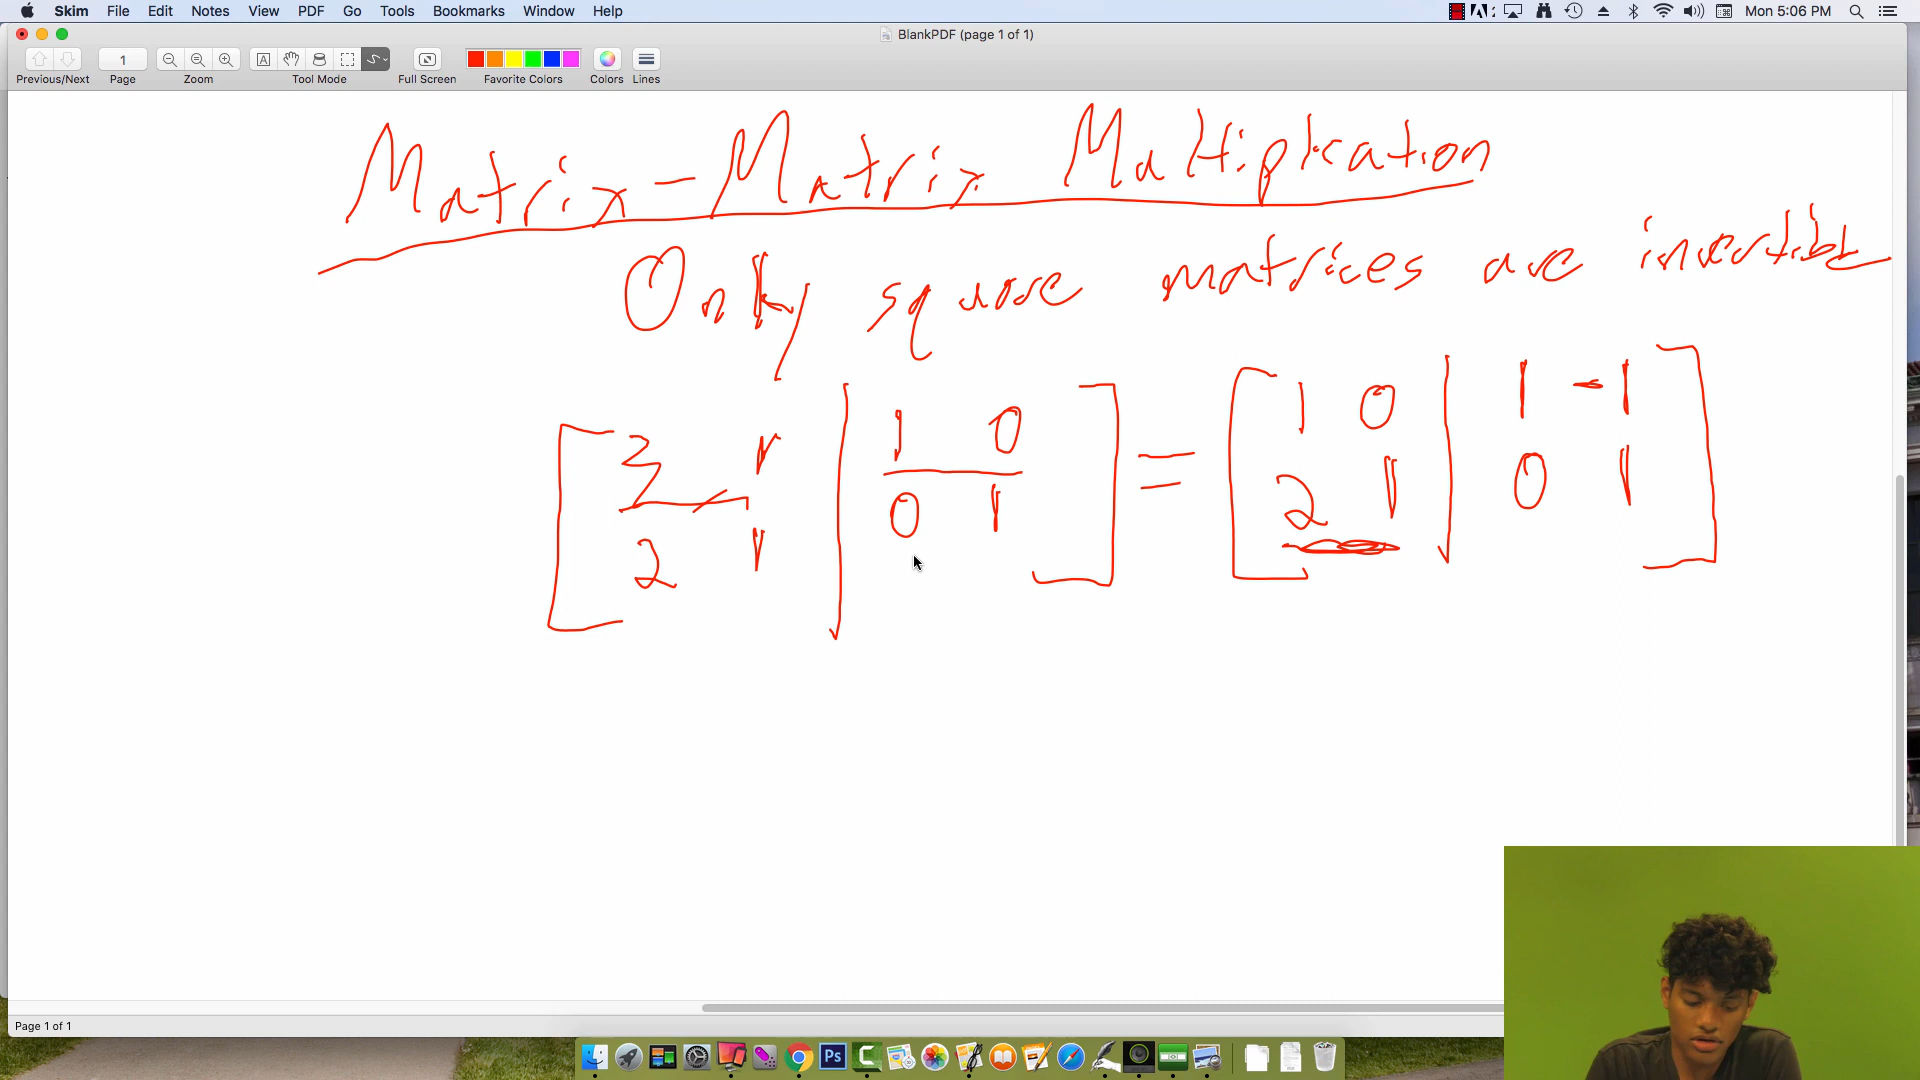 Skim File Edit Notes View PDF Go Tools Bookmarks Window Help Mon 5:06 PM
BlankPDF (page 1 of 1)
1 A
Previous/Next Page Zoom Tool Mode Full Screen Favorite Colors Colors Lines
Matrix-Matrix Multiplication
Only square matrices are invertible
3 1 | 1 0 = 1 0 | 1 -1
2 1 | 0 1 2 1 | 0 1
Page 1 of 1
Ps